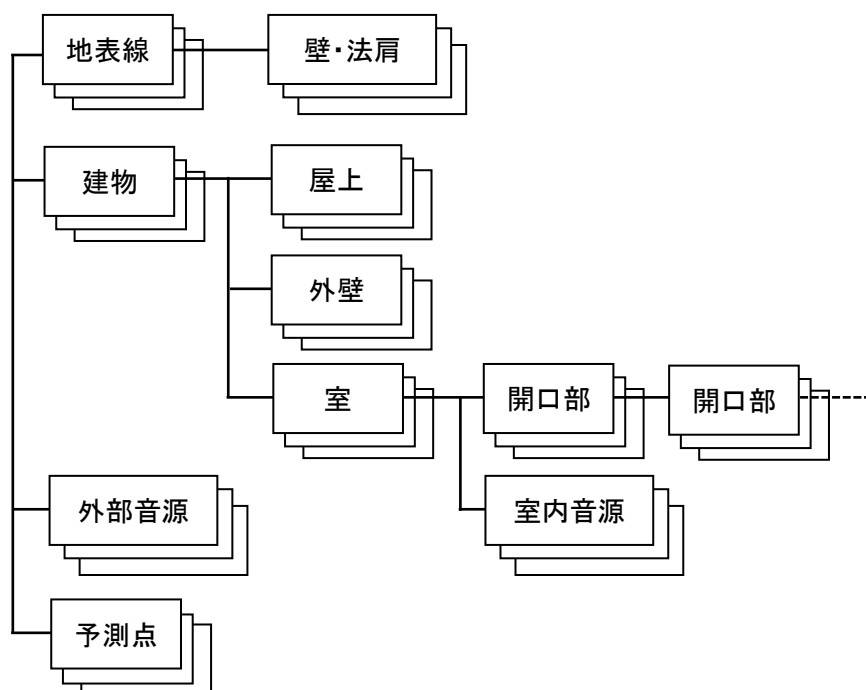 地表線
壁・法肩
建物
屋上
外壁
室
開口部
開口部
外部音源
室内音源
予測点